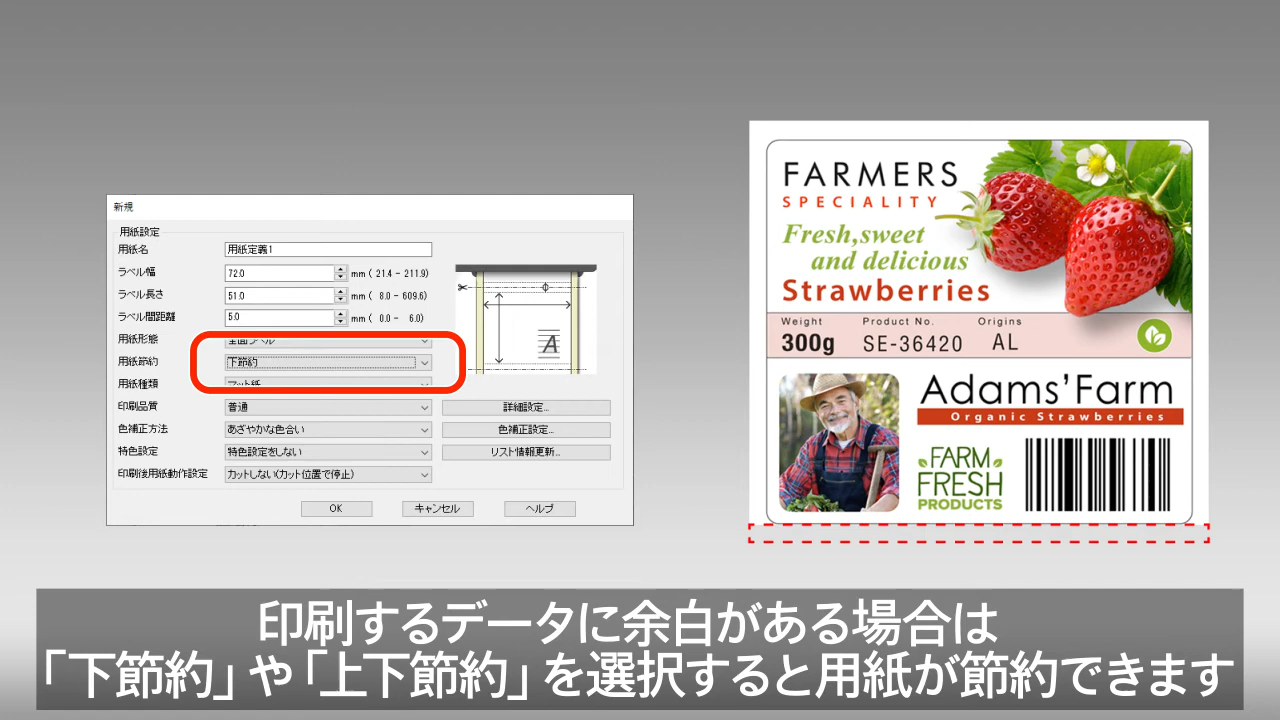 新規
用紙設定
用紙名 用紙定義1
ラベル幅 72.0 mm ( 21.4 - 211.9)
ラベル長さ 51.0 mm ( 8.0 - 609.6)
ラベル間距離 5.0 mm ( 0.0 - 6.0)
用紙形態 全面ラベル
用紙節約 下節約
用紙種類 マット紙
印刷品質 普通 詳細設定...
色補正方法 あざやかな色合い 色補正設定...
特色設定 特色設定をしない リスト情報更新...
印刷後用紙動作設定 カットしない(カット位置で停止)
OK キャンセル ヘルプ
A
FARMERS
SPECIALITY
Fresh,sweet
and delicious
Strawberries
Weight Product No. Origins
300g SE-36420 AL
Adams'Farm
Organic Strawberries
FARM
FRESH
PRODUCTS
印刷するデータに余白がある場合は
「下節約」や「上下節約」を選択すると用紙が節約できます